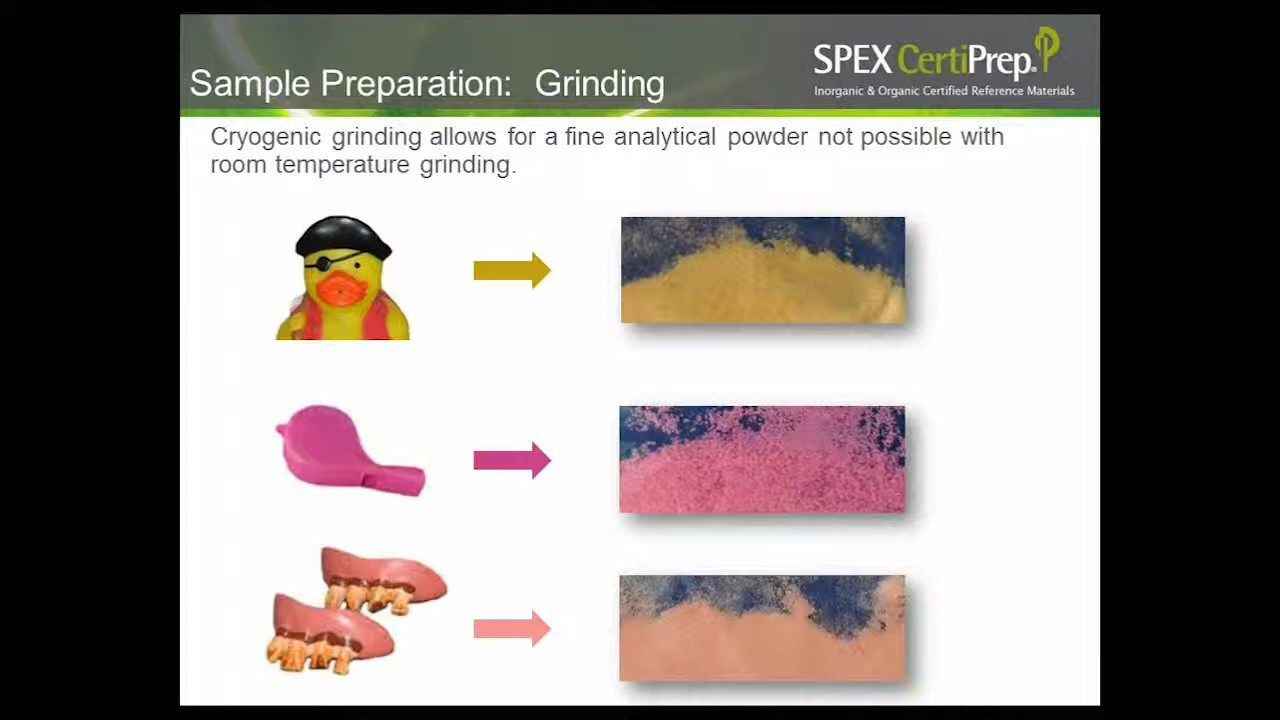 Sample Preparation: Grinding
SPEX CertiPrep®
Inorganic & Organic Certified Reference Materials
Cryogenic grinding allows for a fine analytical powder not possible with
room temperature grinding.